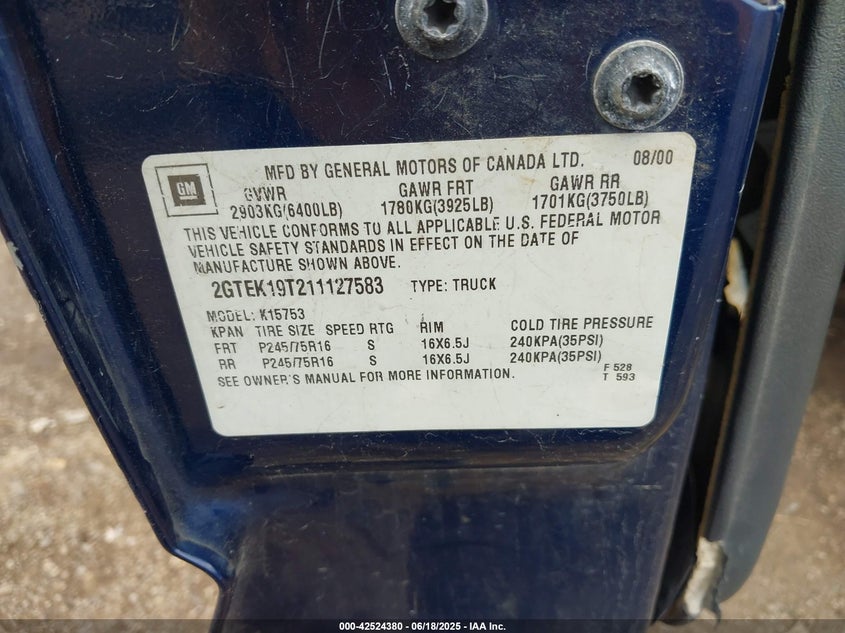 MFD BY GENERAL MOTORS OF CANADA LTD. 08/00
GM
GVWR GAWR FRT GAWR RR
2903KG(6400LB) 1780KG(3925LB) 1701KG(3750LB)
THIS VEHICLE CONFORMS TO ALL APPLICABLE U.S. FEDERAL MOTOR
VEHICLE SAFETY STANDARDS IN EFFECT ON THE DATE OF
MANUFACTURE SHOWN ABOVE.
2GTEK19T211127583 TYPE: TRUCK
MODEL: K15753
KPAN TIRE SIZE SPEED RTG RIM COLD TIRE PRESSURE
FRT P245/75R16 S 16X6.5J 240KPA(35PSI)
RR P245/75R16 S 16X6.5J 240KPA(35PSI)
SEE OWNER'S MANUAL FOR MORE INFORMATION.
F 528
T 593
000-42524380 - 06/18/2025 - IAA Inc.